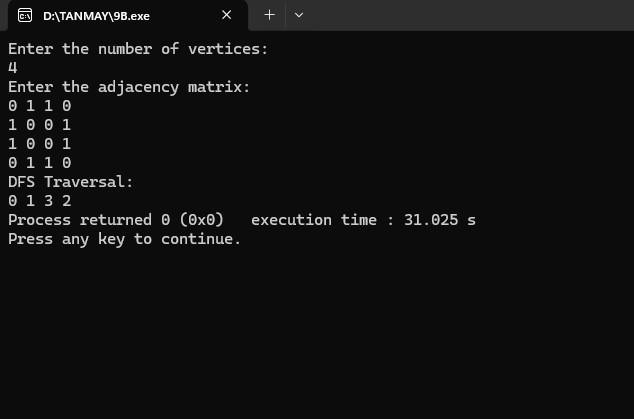 D:\TANMAY\9B.exe
Enter the number of vertices:
4
Enter the adjacency matrix:
0 1 1 0
1 0 0 1
1 0 0 1
0 1 1 0
DFS Traversal:
0 1 3 2
Process returned 0 (0x0)   execution time : 31.025 s
Press any key to continue.